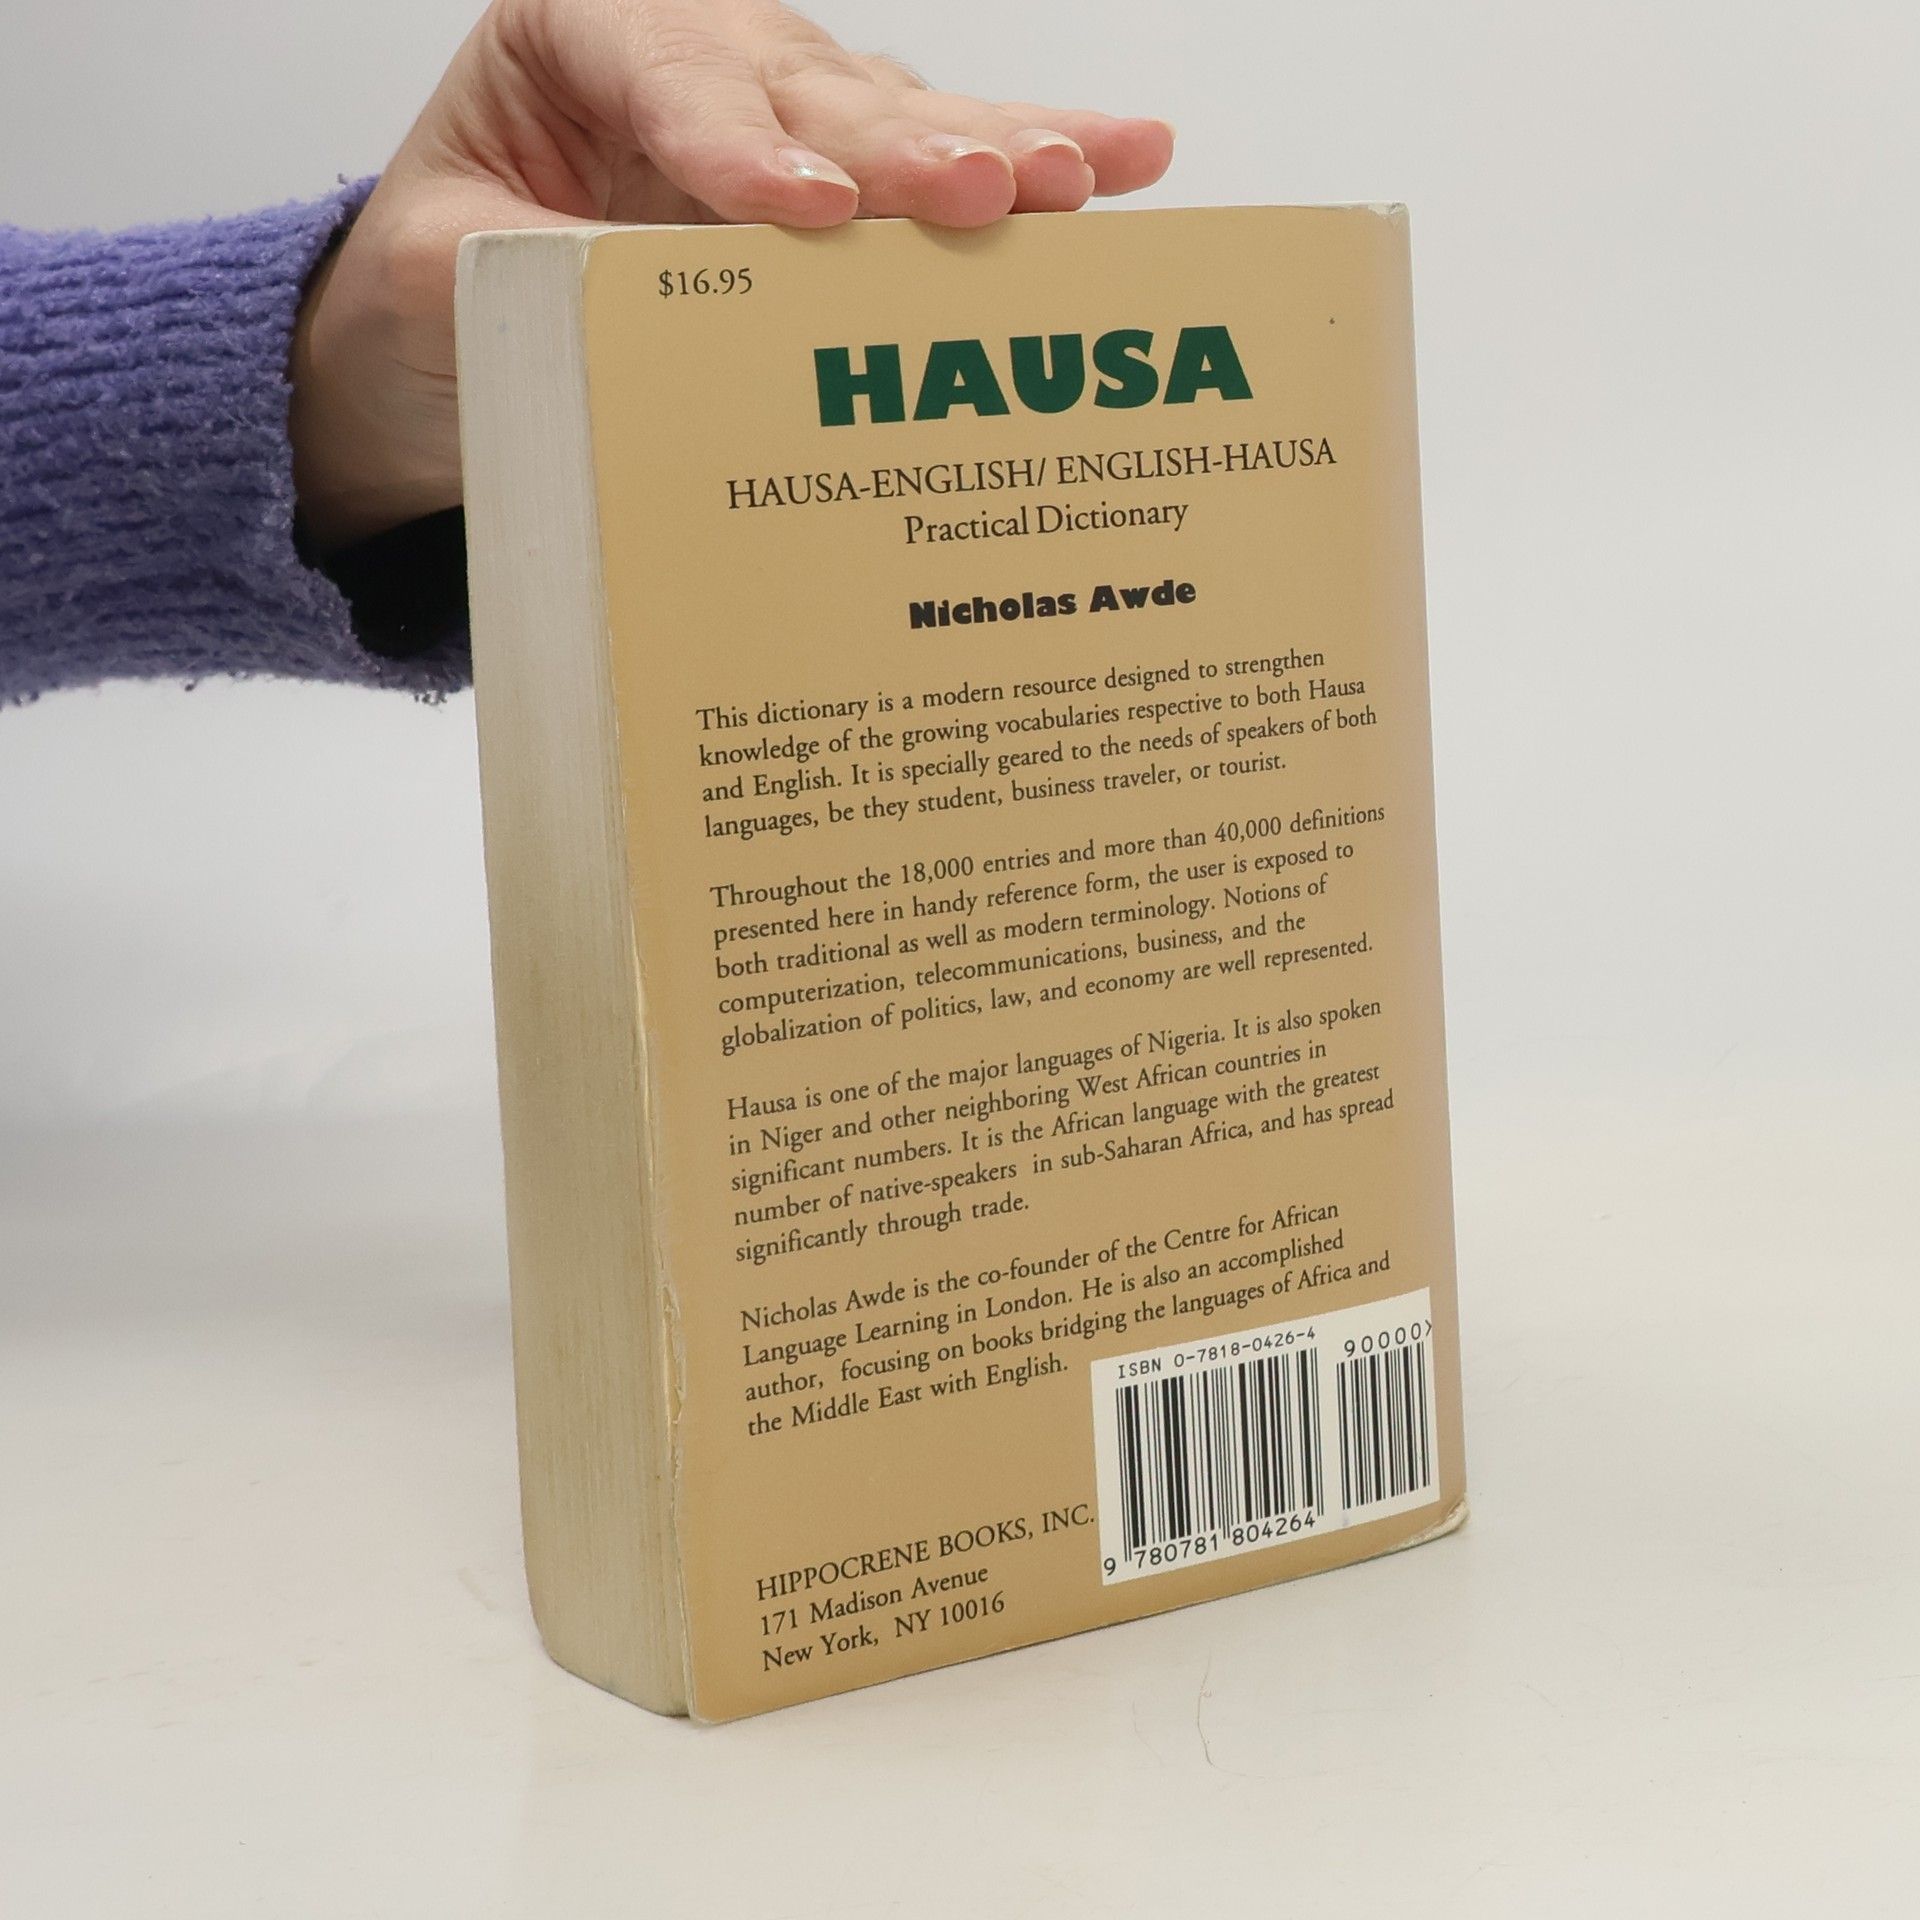 $16.95
HAUSA
HAUSA-ENGLISH/ ENGLISH-HAUSA
Practical Dictionary
Nicholas Awde
This dictionary is a modern resource designed to strengthen
knowledge of the growing vocabularies respective to both Hausa
and English. It is specially geared to the needs of speakers of both
languages, be they student, business traveler, or tourist.
Throughout the 18,000 entries and more than 40,000 definitions
presented here in handy reference form, the user is exposed to
both traditional as well as modern terminology. Notions of
computerization, telecommunications, business, and the
globalization of politics, law, and economy are well represented.
Hausa is one of the major languages of Nigeria. It is also spoken
in Niger and other neighboring West African countries in
significant numbers. It is the African language with the greatest
number of native-speakers in sub-Saharan Africa, and has spread
significantly through trade.
Nicholas Awde is the co-founder of the Centre for African
Language Learning in London. He is also an accomplished
author, focusing on books bridging the languages of Africa and
the Middle East with English.
ISBN 0-7818-0426-4
90000>
9 780781 804264
HIPPOCRENE BOOKS, INC.
171 Madison Avenue
New York, NY 10016